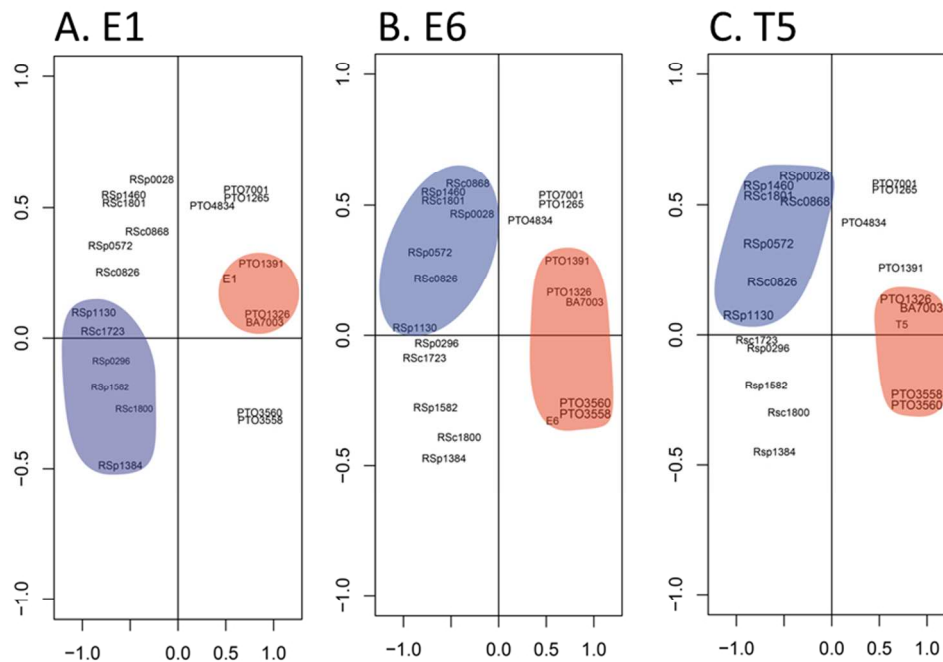 A. E1
1.0
0.5
0.0
−0.5
−1.0
RSp0028
RSp1460
RSc1801
RSc0868
RSp0572
RSc0826
PTO7001
PTO1265
PTO4834
PTO1391
E1
PTO1326
BA7003
RSp1130
RSc1723
RSp0296
RSp1582
RSc1800
RSp1384
PTO3560
PTO3558
−1.0
0.0
0.5
1.0
B. E6
1.0
0.5
0.0
−0.5
−1.0
RSc0868
RSp1460
RSc1801
RSp0028
RSp0572
RSc0826
RSp1130
PTO7001
PTO1265
PTO4834
PTO1391
PTO1326
BA7003
RSp0296
RSc1723
RSp1582
RSc1800
RSp1384
PTO3560
PTO3558
E6
−1.0
0.0
0.5
1.0
C. T5
1.0
0.5
0.0
−0.5
−1.0
RSp0028
RSp1460
RSc1801
RSc0868
RSp0572
RSc0826
RSp1130
PTO7001
PTO1265
PTO4834
PTO1391
PTO1326
BA7003
T5
Rsc1723
Rsp0296
Rsp1582
Rsc1800
Rsp1384
PTO3558
PTO3560
−1.0
0.0
0.5
1.0